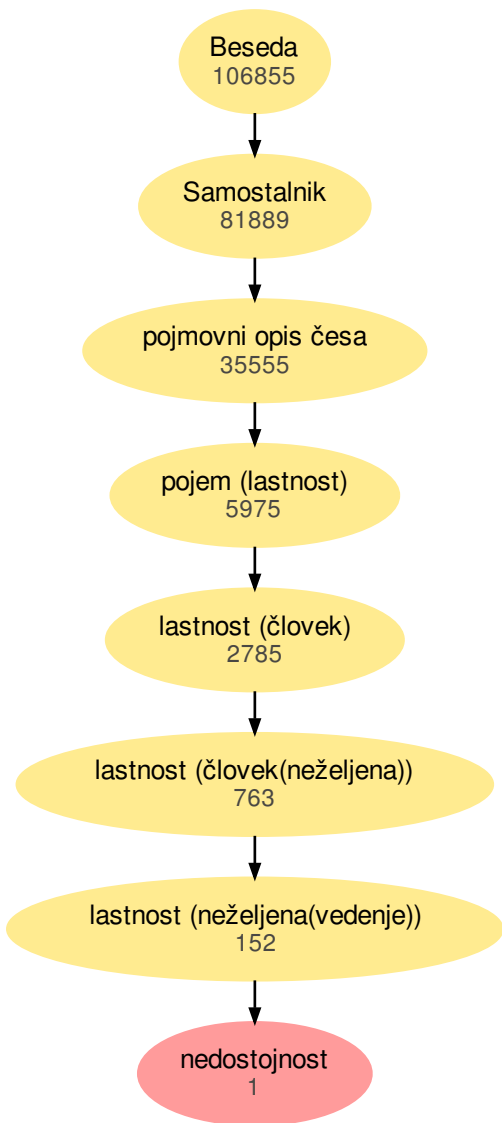 Beseda
106855
Samostalnik
81889
pojmovni opis česa
35555
pojem (lastnost)
5975
lastnost (človek)
2785
lastnost (človek(neželjena))
763
lastnost (neželjena(vedenje))
152
nedostojnost
1